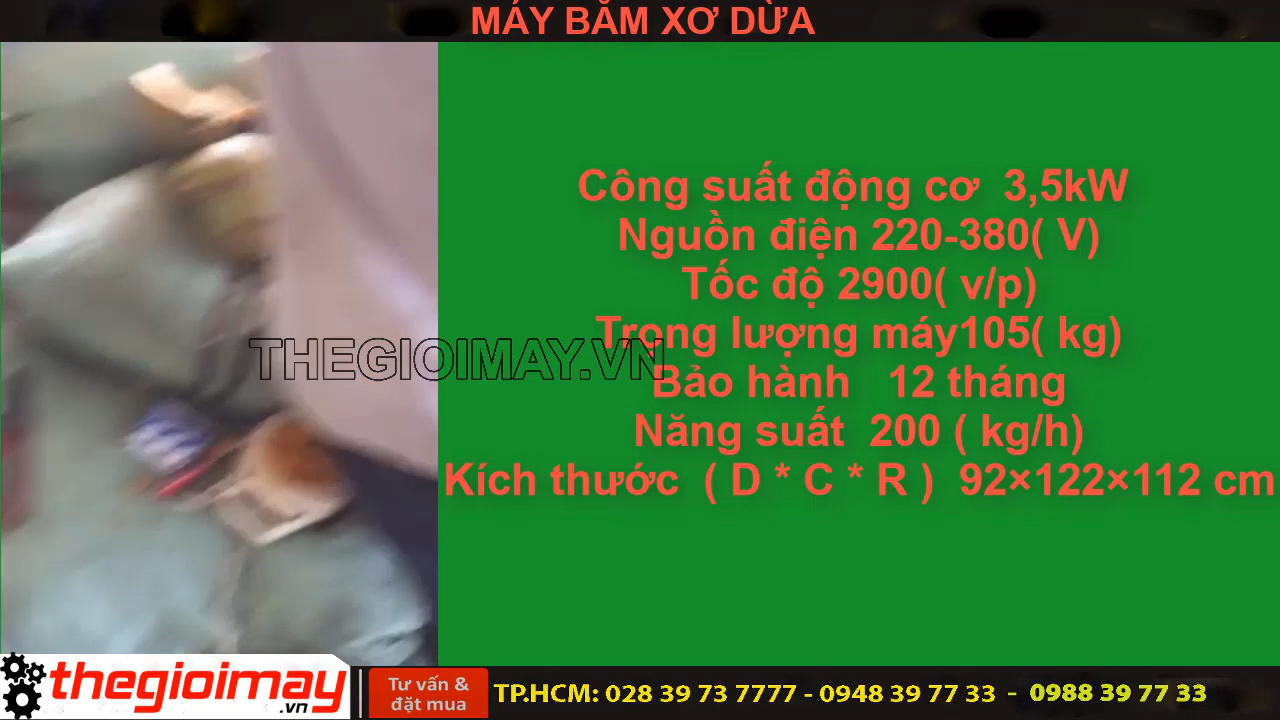 MÁY BĂM XƠ DỪA
Công suất động cơ 3,5kW
Nguồn điện 220-380( V)
Tốc độ 2900( v/p)
Trọng lượng máy105( kg)
THEGIOIMAY.VN
Bảo hành 12 tháng
Năng suất 200 ( kg/h)
Kích thước ( D * C * R ) 92×122×112 cm
thegioimay.vn
Tư vấn &
đặt mua
TP.HCM: 028 39 73 7777 - 0948 39 77 33 - 0988 39 77 33